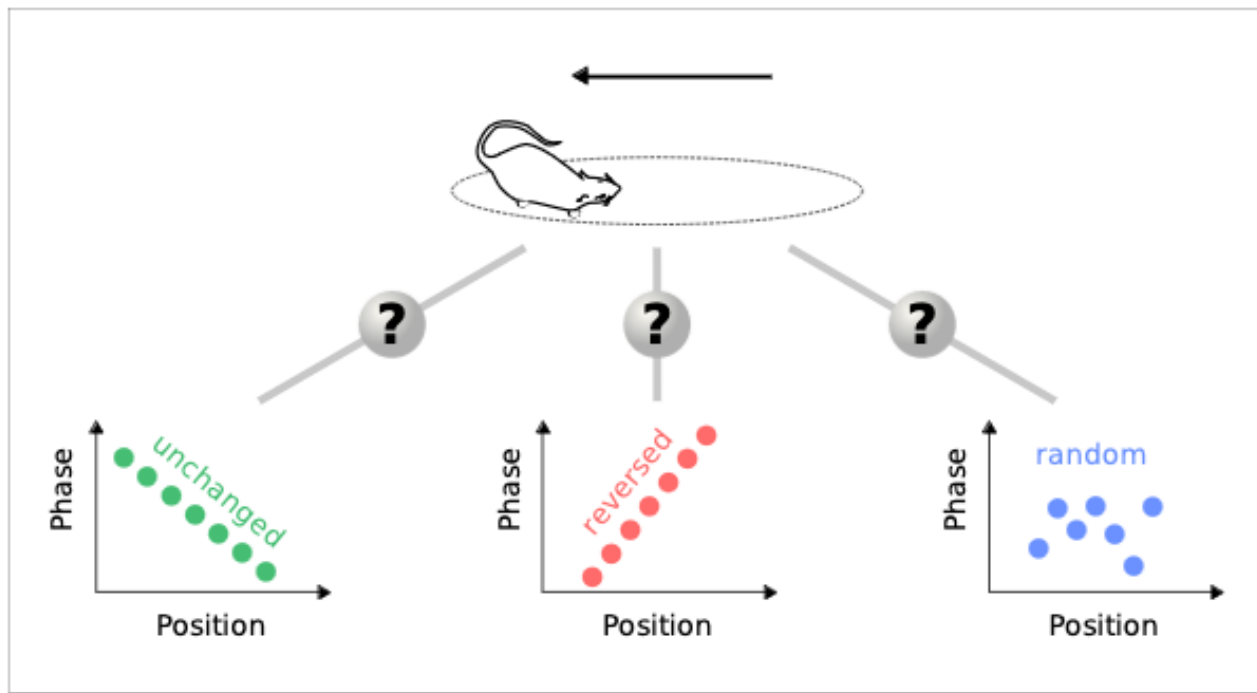 ?
?
?
Phase
unchanged
Position
Phase
reversed
Position
Phase
random
Position